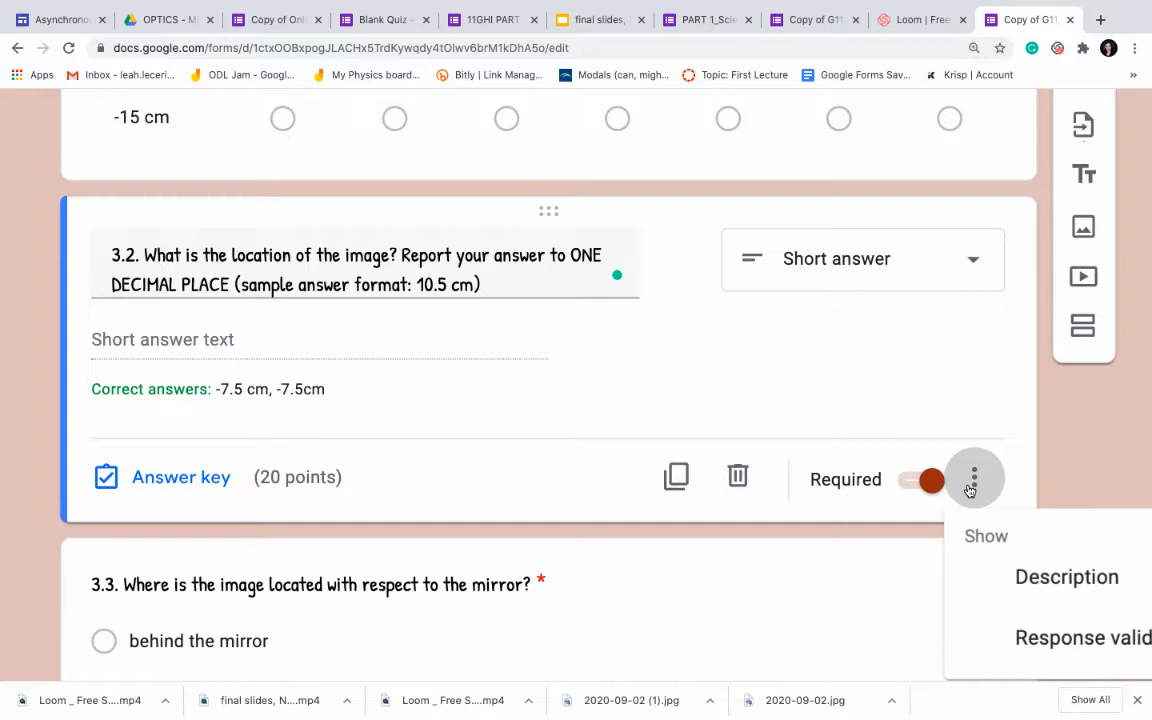 Asynchrono
OPTICS - M
Copy of Onl
Blank Quiz -
11GHI PART
final slides,
PART 1_Sci
Copy of G11
Loom | Free
Copy of G11
docs.google.com/forms/d/1ctxOOBxpogJLACHx5TrdKywqdy4tOlwv6brM1kDhA5o/edit
Apps
Inbox - leah.leceri...
ODL Jam - Googl...
My Physics board...
Bitly | Link Manag...
Modals (can, migh...
Topic: First Lecture
Google Forms Sav...
Krisp | Account
»
-15 cm
3.2. What is the location of the image? Report your answer to ONE
DECIMAL PLACE (sample answer format: 10.5 cm)
Short answer
Short answer text
Correct answers: -7.5 cm, -7.5cm
Answer key
(20 points)
Required
Show
Description
Response valid
3.3. Where is the image located with respect to the mirror? *
behind the mirror
Loom _ Free S....mp4
final slides, N....mp4
Loom _ Free S....mp4
2020-09-02 (1).jpg
2020-09-02.jpg
Show All